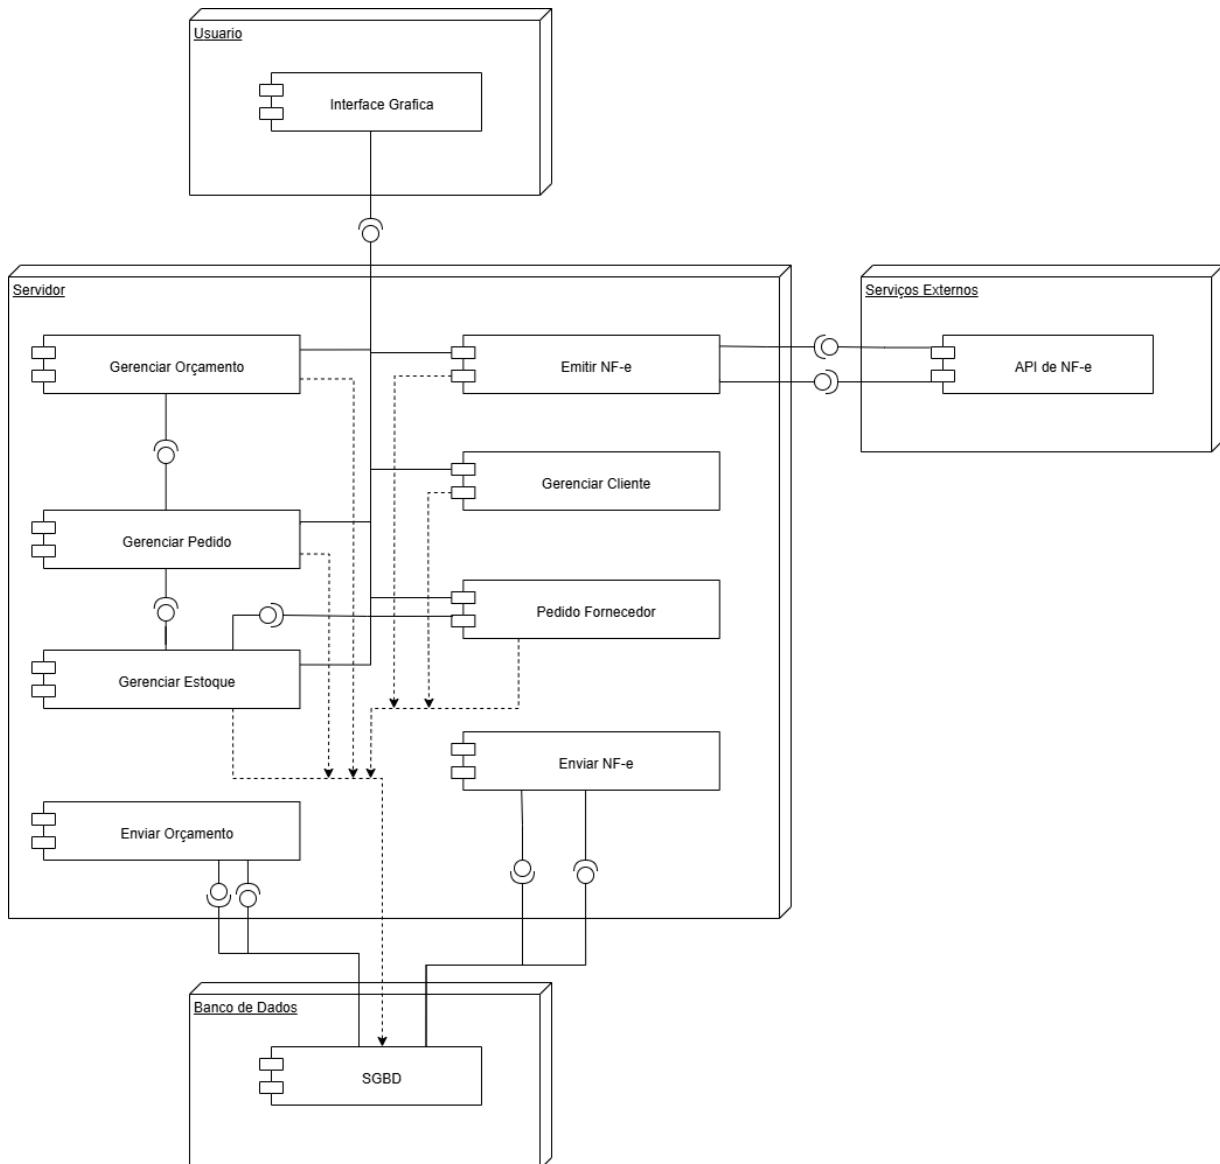 Usuario
Interface Grafica
Servidor
Serviços Externos
Gerenciar Orçamento
Emitir NF-e
API de NF-e
Gerenciar Cliente
Gerenciar Pedido
Pedido Fornecedor
Gerenciar Estoque
Enviar NF-e
Enviar Orçamento
Banco de Dados
SGBD